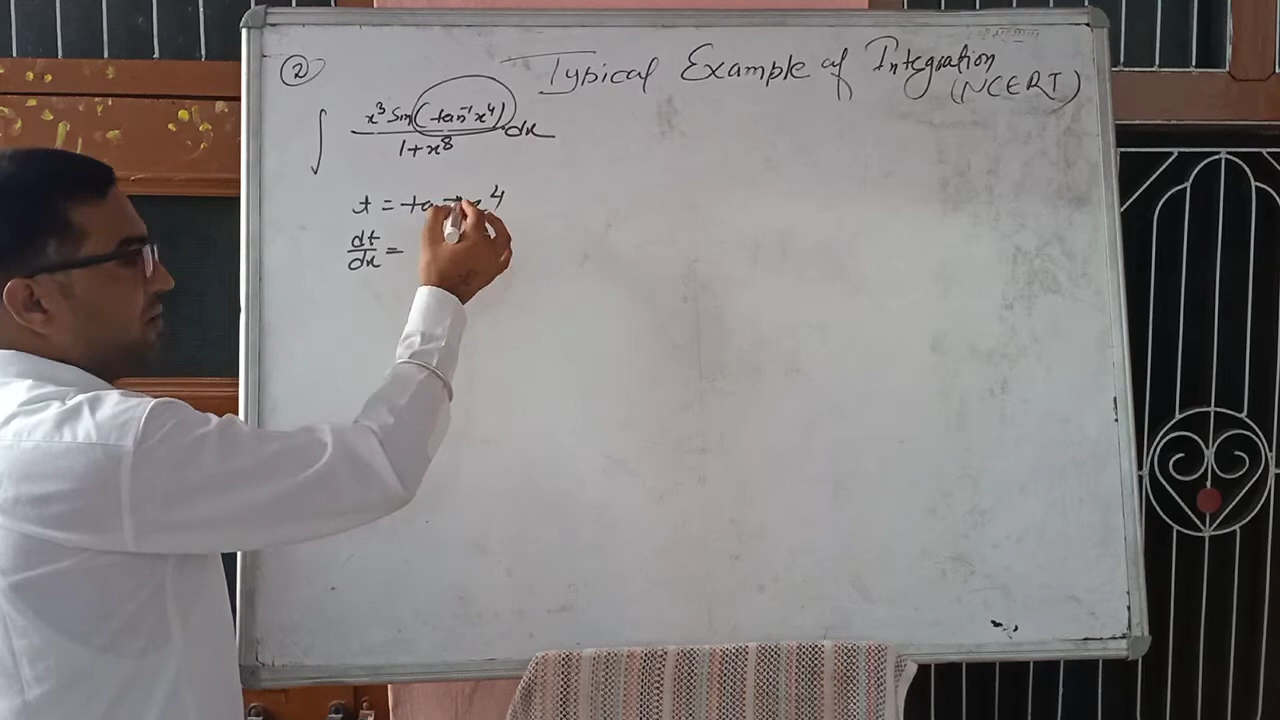 ② Typical Example of Integration
(NCERT)
∫ x³ sin(tan⁻¹x⁴) / 1+x⁸ dx
t = tan⁻¹x⁴
dt/dx =